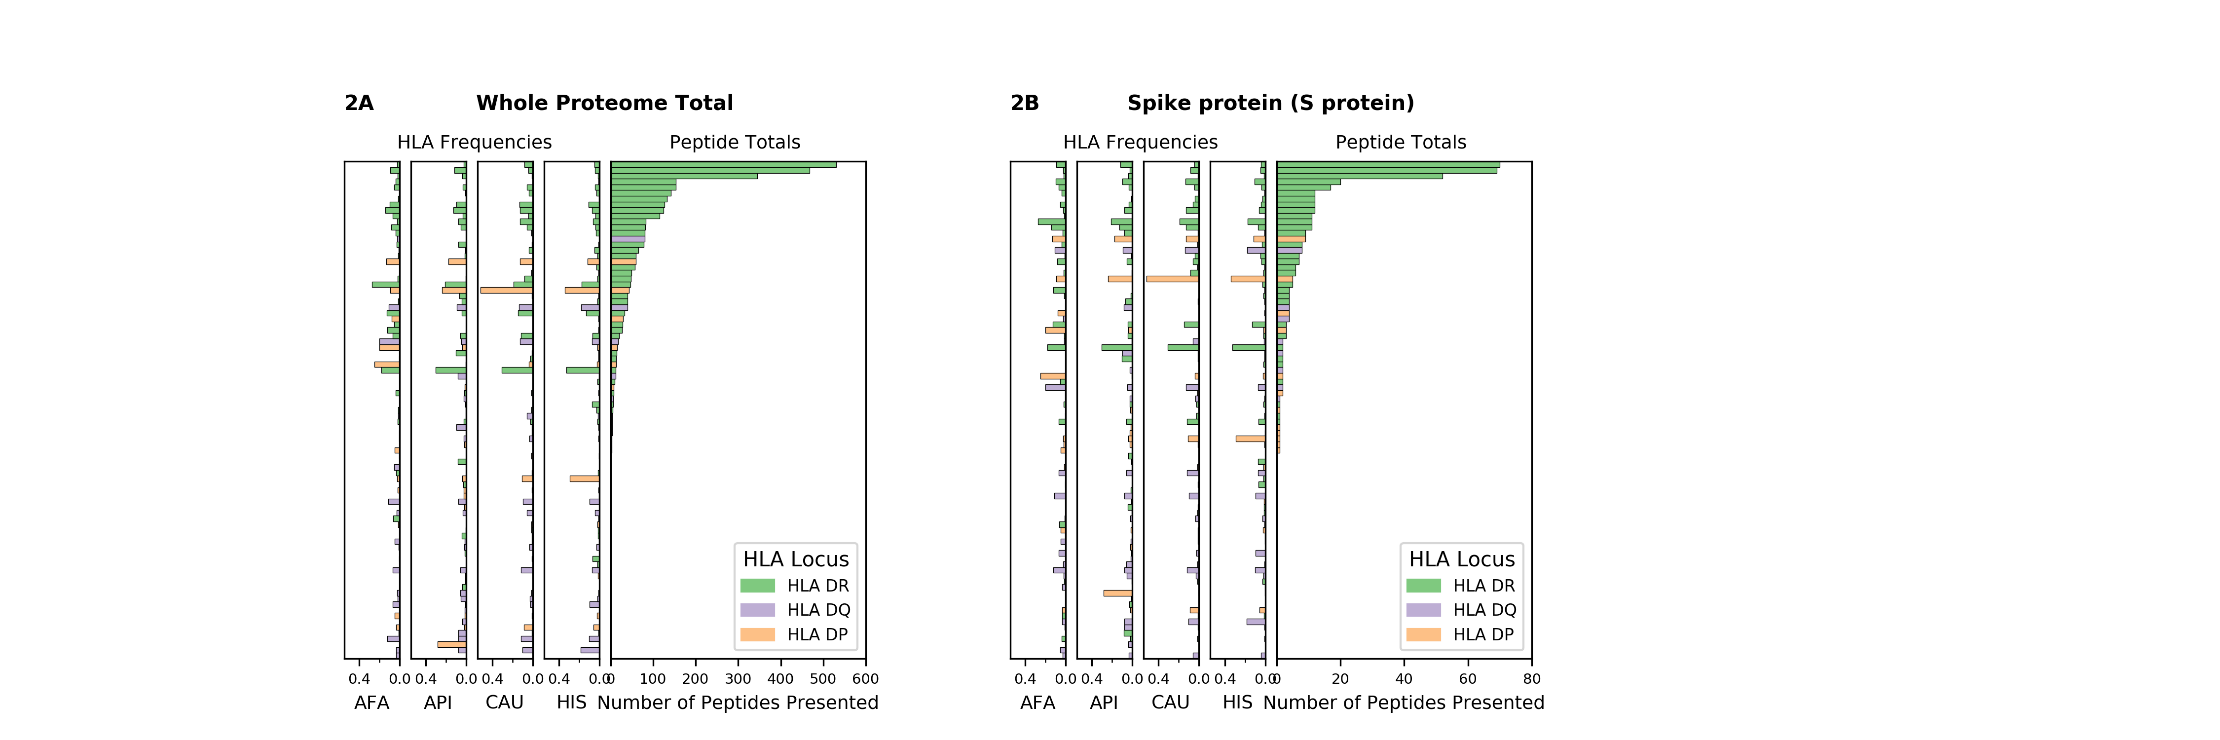 2A Whole Proteome Total
HLA Frequencies Peptide Totals
HLA Locus
HLA DR
HLA DQ
HLA DP
0.4 0.0 0.4 0.0 0.4 0.0 0.4 0.0 0 100 200 300 400 500 600
AFA API CAU HIS Number of Peptides Presented
2B Spike protein (S protein)
HLA Frequencies Peptide Totals
HLA Locus
HLA DR
HLA DQ
HLA DP
0.4 0.0 0.4 0.0 0.4 0.0 0.4 0.0 0 20 40 60 80
AFA API CAU HIS Number of Peptides Presented